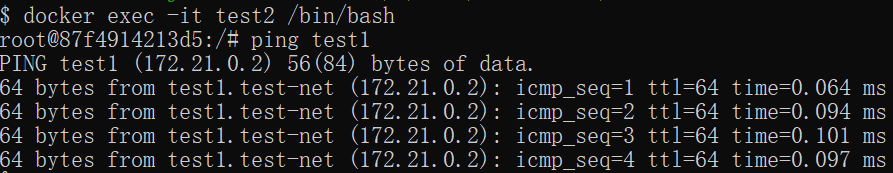 $ docker exec -it test2 /bin/bash
root@87f4914213d5:/# ping test1
PING test1 (172.21.0.2) 56(84) bytes of data.
64 bytes from test1.test-net (172.21.0.2): icmp_seq=1 ttl=64 time=0.064 ms
64 bytes from test1.test-net (172.21.0.2): icmp_seq=2 ttl=64 time=0.094 ms
64 bytes from test1.test-net (172.21.0.2): icmp_seq=3 ttl=64 time=0.101 ms
64 bytes from test1.test-net (172.21.0.2): icmp_seq=4 ttl=64 time=0.097 ms